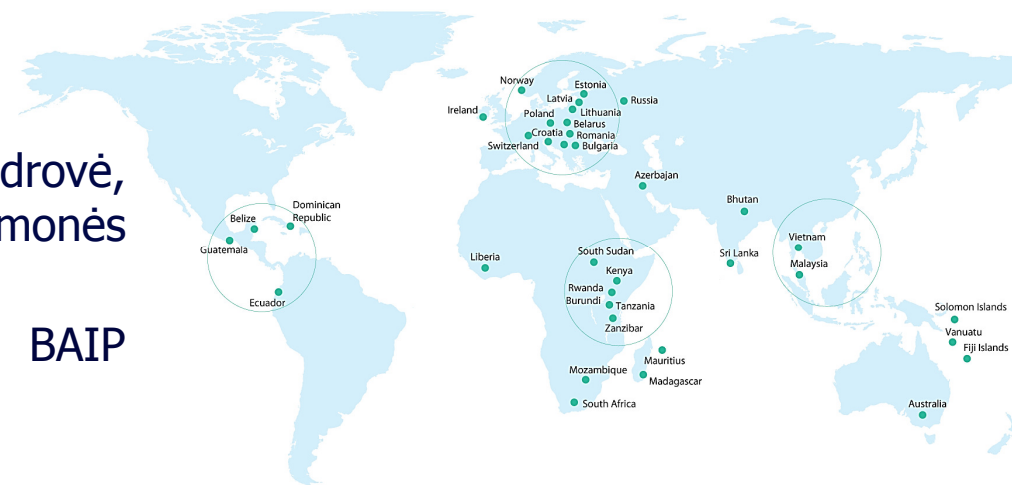 drovė,
monės
BAIP
Norway
Estonia
Latvia
Russia
Ireland
Poland
Lithuania
Belarus
Croatia
Romania
Switzerland
Bulgaria
Azerbaijan
Bhutan
Dominican
Republic
Belize
Guatemala
Ecuador
Liberia
South Sudan
Kenya
Rwanda
Burundi
Tanzania
Zanzibar
Sri Lanka
Vietnam
Malaysia
Mauritius
Mozambique
Madagascar
South Africa
Solomon Islands
Vanuatu
Fiji Islands
Australia